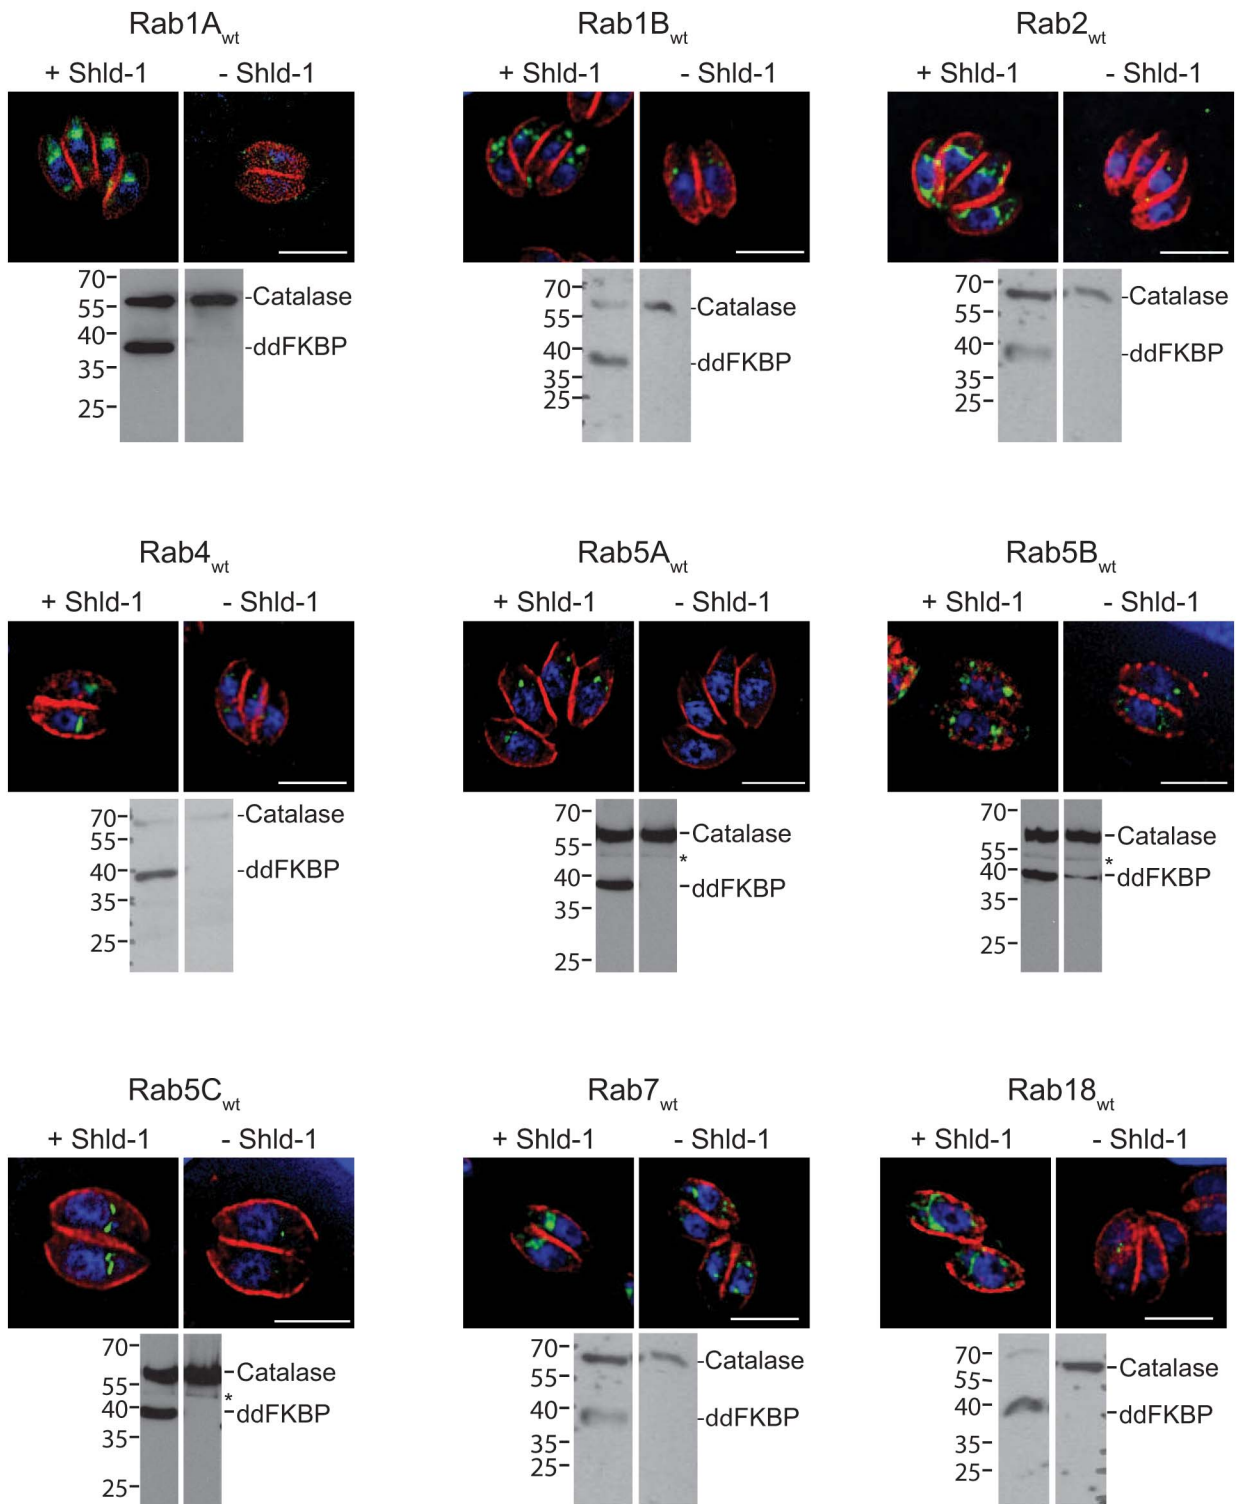 Rab1Awt
+ Shld-1 - Shld-1
70-
55-
40-
35-
25-
-Catalase
-ddFKBP
Rab1Bwt
+ Shld-1 - Shld-1
70-
55-
40-
35-
25-
-Catalase
-ddFKBP
Rab2wt
+ Shld-1 - Shld-1
70-
55-
40-
35-
25-
-Catalase
-ddFKBP
Rab4wt
+ Shld-1 - Shld-1
70-
55-
40-
35-
25-
-Catalase
-ddFKBP
Rab5Awt
+ Shld-1 - Shld-1
70-
55-
40-
35-
25-
-Catalase
*
-ddFKBP
Rab5Bwt
+ Shld-1 - Shld-1
70-
55-
40-
35-
25-
-Catalase
*
-ddFKBP
Rab5Cwt
+ Shld-1 - Shld-1
70-
55-
40-
35-
25-
-Catalase
*
-ddFKBP
Rab7wt
+ Shld-1 - Shld-1
70-
55-
40-
35-
25-
-Catalase
-ddFKBP
Rab18wt
+ Shld-1 - Shld-1
70-
55-
40-
35-
25-
-Catalase
-ddFKBP